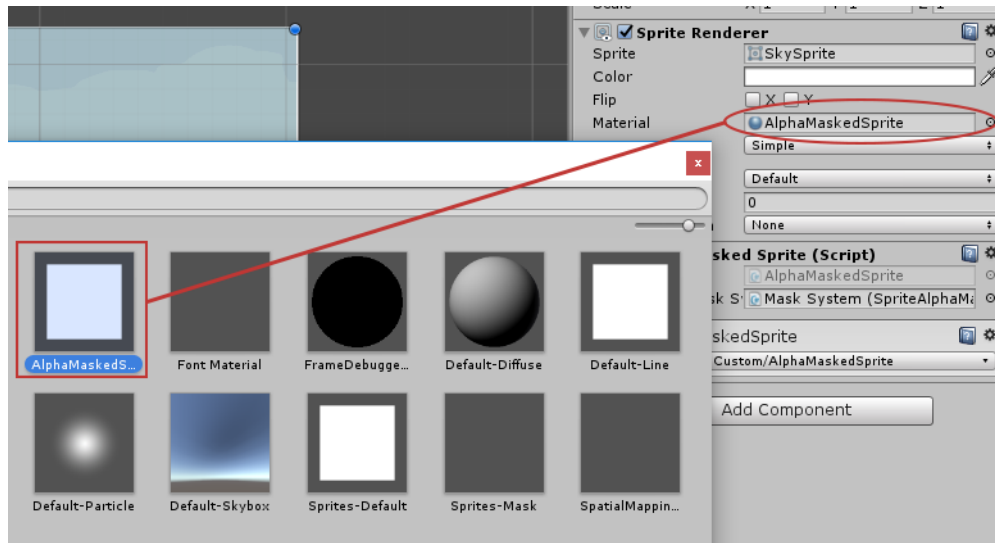 Sprite Renderer
Sprite SkySprite
Color
Flip X Y
Material AlphaMaskedSprite
Simple
x
Default
0
None
sked Sprite (Script)
AlphaMaskedSprite
sk S Mask System (SpriteAlphaMa
skedSprite
Custom/AlphaMaskedSprite
Add Component
AlphaMaskedS... Font Material FrameDebugge... Default-Diffuse Default-Line
Default-Particle Default-Skybox Sprites-Default Sprites-Mask SpatialMappin...